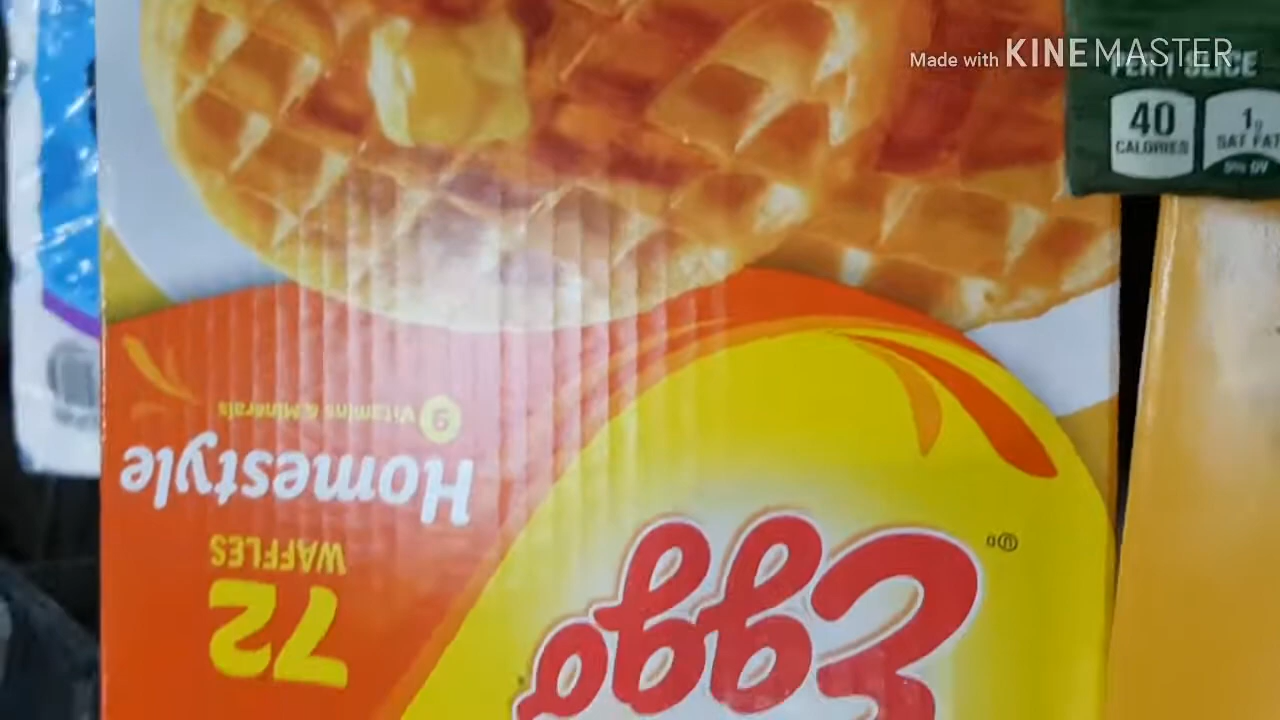 Made with KINEMASTER
PER 1 SLICE
40
CALORIES
1g
SAT FAT
5% DV
Eggo
72
WAFFLES
Homestyle
9 Vitamins & Minerals